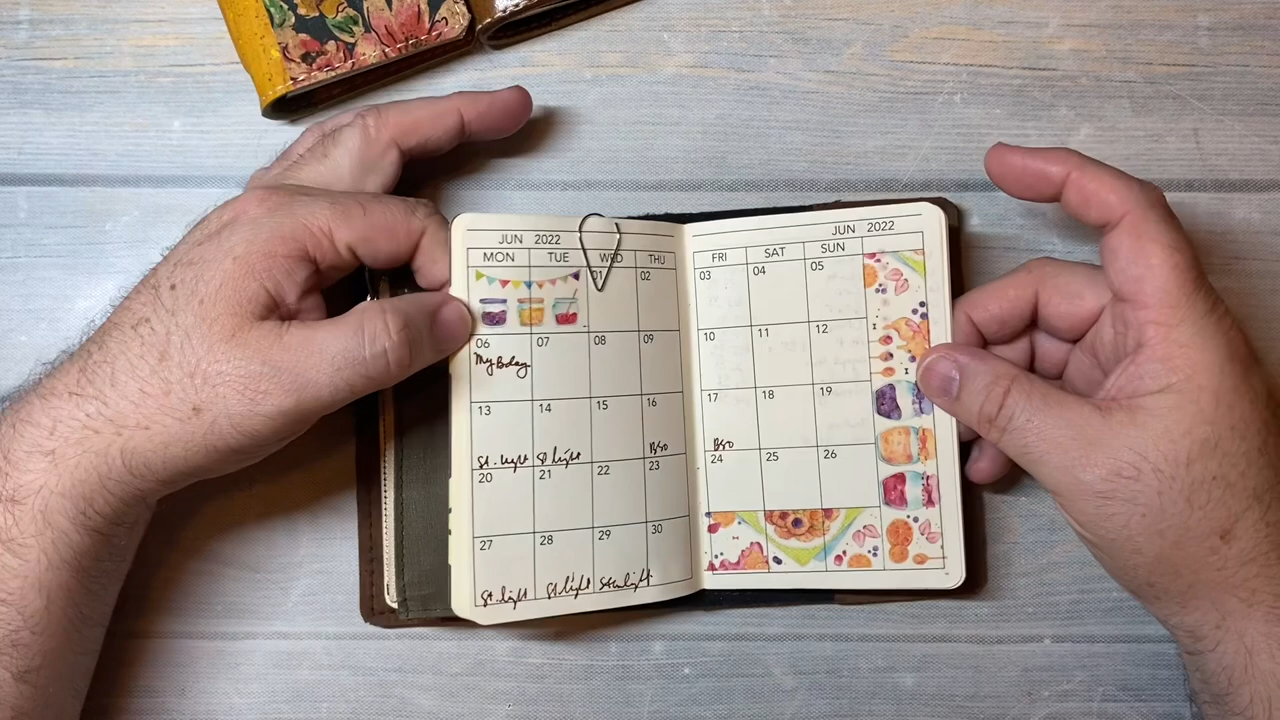 JUN 2022
MON TUE WED THU
01 02
06 07 08 09
My Bday
13 14 15 16
St. light St light Bso
20 21 22 23
27 28 29 30
St. light St light
JUN 2022
FRI SAT SUN
03 04 05
10 11 12
17 18 19
Bso
24 25 26